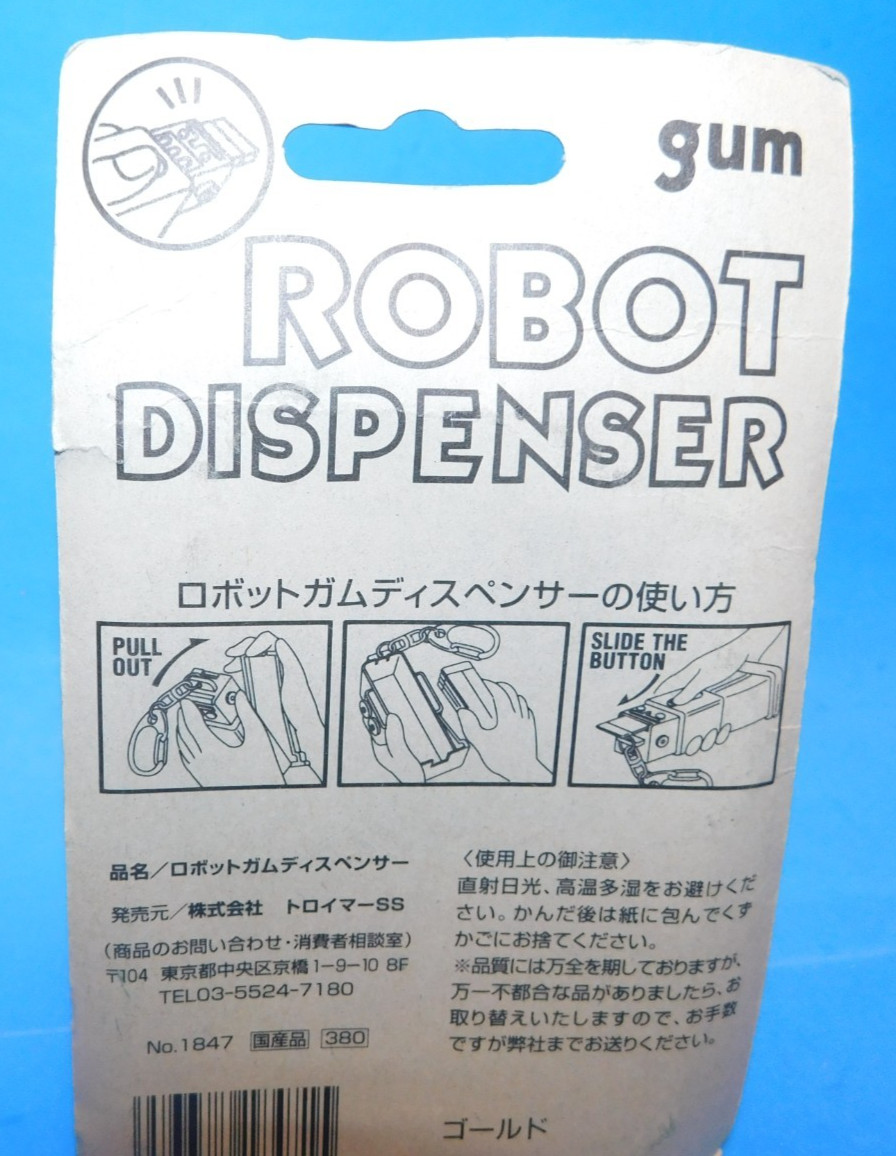 gum
ROBOT
DISPENSER
ロボットガムディスペンサーの使い方
PULL
OUT
SLIDE THE
BUTTON
品名／ロボットガムディスペンサー
発売元／株式会社 トロイマーSS
(商品のお問い合わせ・消費者相談室)
〒104 東京都中央区京橋1-9-10 8F
TEL03-5524-7180
No.1847 国産品 380
〈使用上の御注意〉
直射日光、高温多湿をお避けくだ
さい。かんだ後は紙に包んでくず
かごにお捨てください。
※品質には万全を期しておりますが、
万一不都合な品がありましたら、お
取り替えいたしますので、お手数
ですが弊社までお送りください。
ゴールド